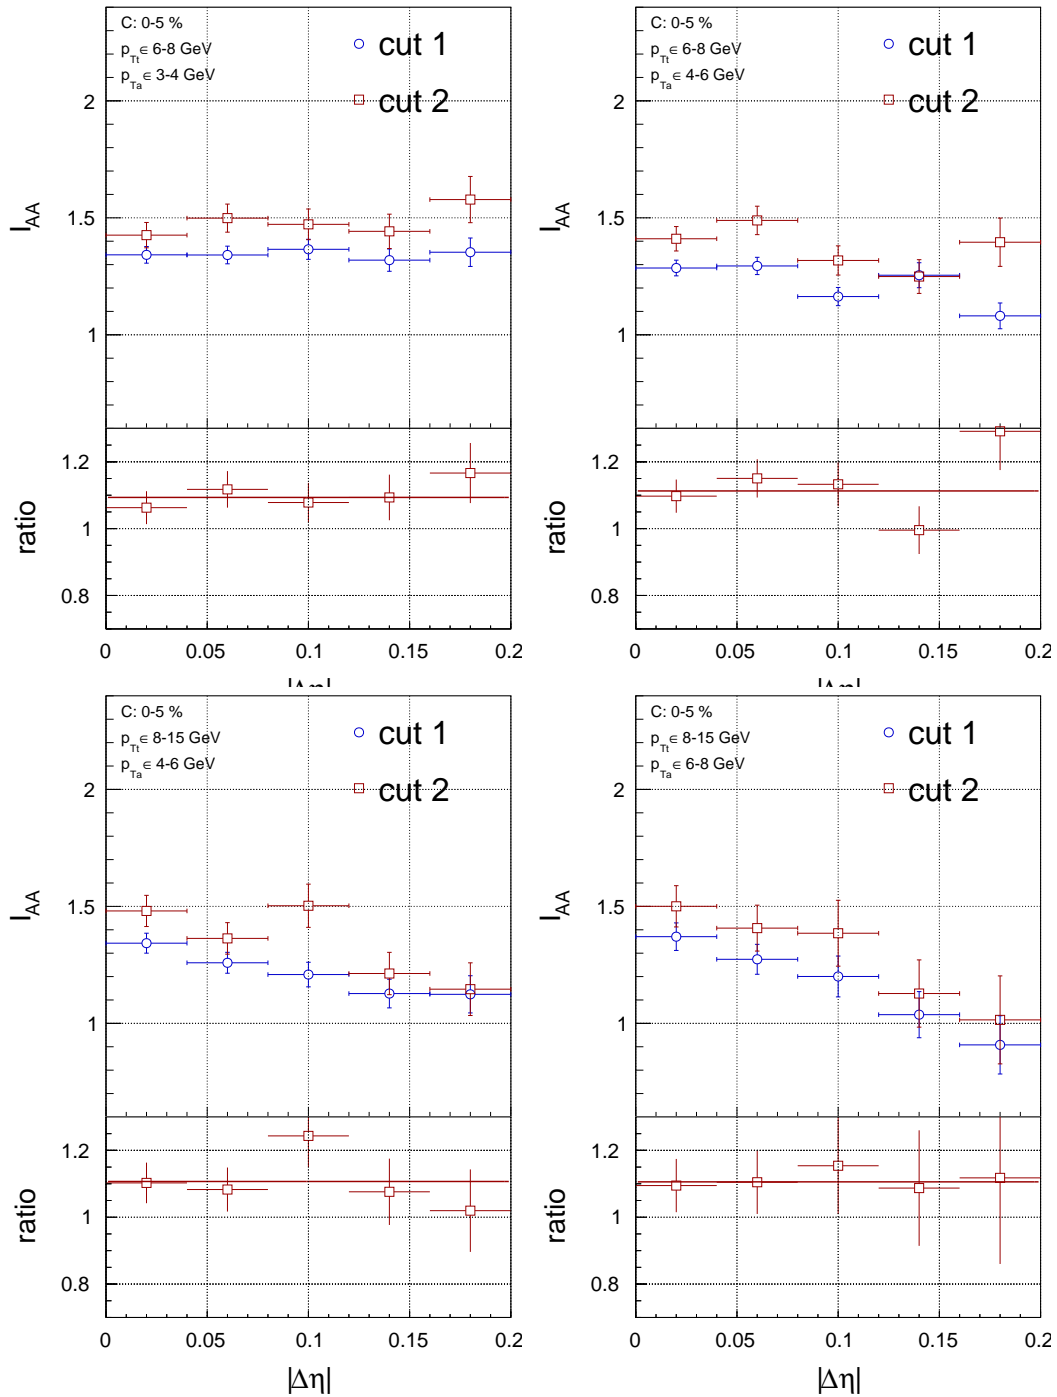 C: 0-5 %
p_Tt ∈ 6-8 GeV
p_Ta ∈ 3-4 GeV
cut 1
cut 2
2
1.5
1
I_AA
1.2
1
0.8
ratio
0 0.05 0.1 0.15 0.2
|Δη|
C: 0-5 %
p_Tt ∈ 6-8 GeV
p_Ta ∈ 4-6 GeV
cut 1
cut 2
2
1.5
1
I_AA
1.2
1
0.8
ratio
0 0.05 0.1 0.15 0.2
|Δη|
C: 0-5 %
p_Tt ∈ 8-15 GeV
p_Ta ∈ 4-6 GeV
cut 1
cut 2
2
1.5
1
I_AA
1.2
1
0.8
ratio
0 0.05 0.1 0.15 0.2
|Δη|
C: 0-5 %
p_Tt ∈ 8-15 GeV
p_Ta ∈ 6-8 GeV
cut 1
cut 2
2
1.5
1
I_AA
1.2
1
0.8
ratio
0 0.05 0.1 0.15 0.2
|Δη|